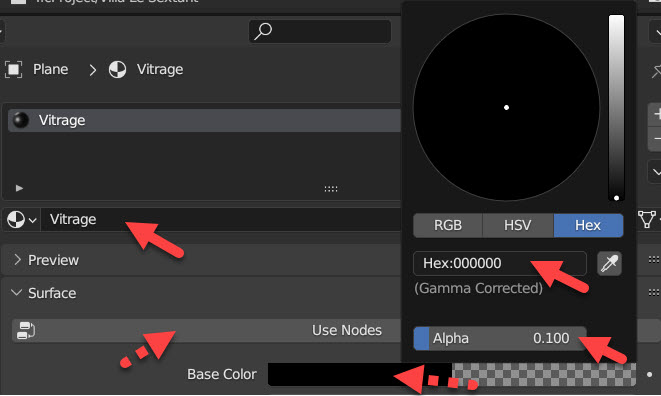 Plane > Vitrage
Vitrage
Vitrage
RGB HSV Hex
Hex:000000
Preview
(Gamma Corrected)
Surface
Use Nodes
Alpha 0.100
Base Color